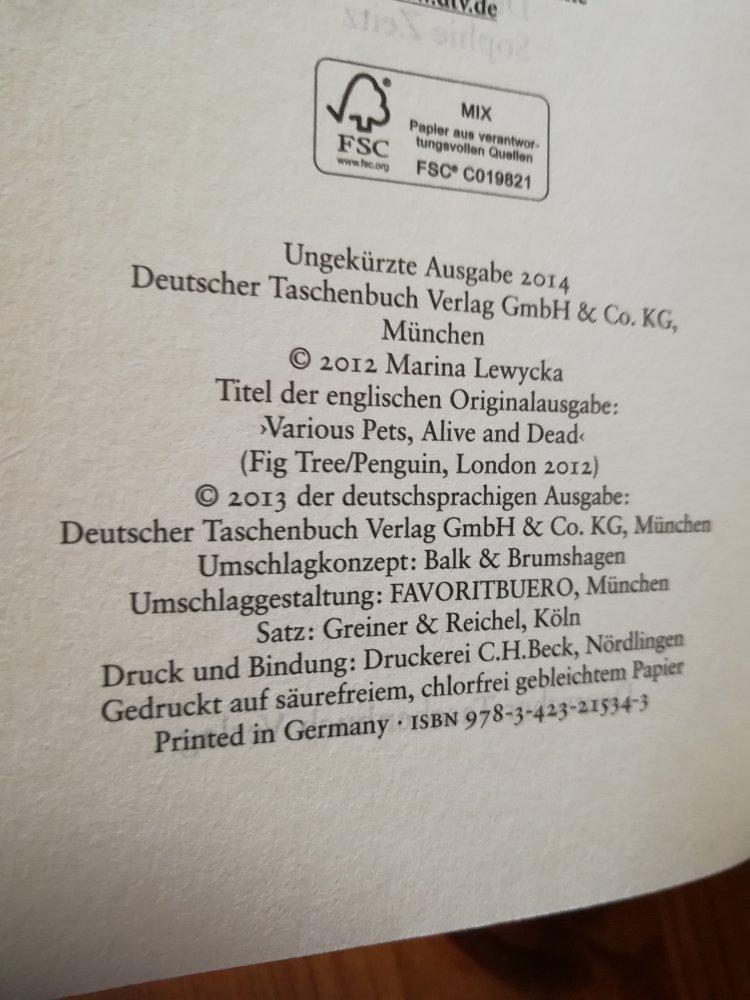 dtv.de
FSC®
www.fsc.org
MIX
Papier aus verantwor-
tungsvollen Quellen
FSC® C019821
Ungekürzte Ausgabe 2014
Deutscher Taschenbuch Verlag GmbH & Co. KG,
München
© 2012 Marina Lewycka
Titel der englischen Originalausgabe:
›Various Pets, Alive and Dead‹
(Fig Tree/Penguin, London 2012)
© 2013 der deutschsprachigen Ausgabe:
Deutscher Taschenbuch Verlag GmbH & Co. KG, München
Umschlagkonzept: Balk & Brumshagen
Umschlaggestaltung: FAVORITBUERO, München
Satz: Greiner & Reichel, Köln
Druck und Bindung: Druckerei C.H.Beck, Nördlingen
Gedruckt auf säurefreiem, chlorfrei gebleichtem Papier
Printed in Germany · ISBN 978-3-423-21534-3